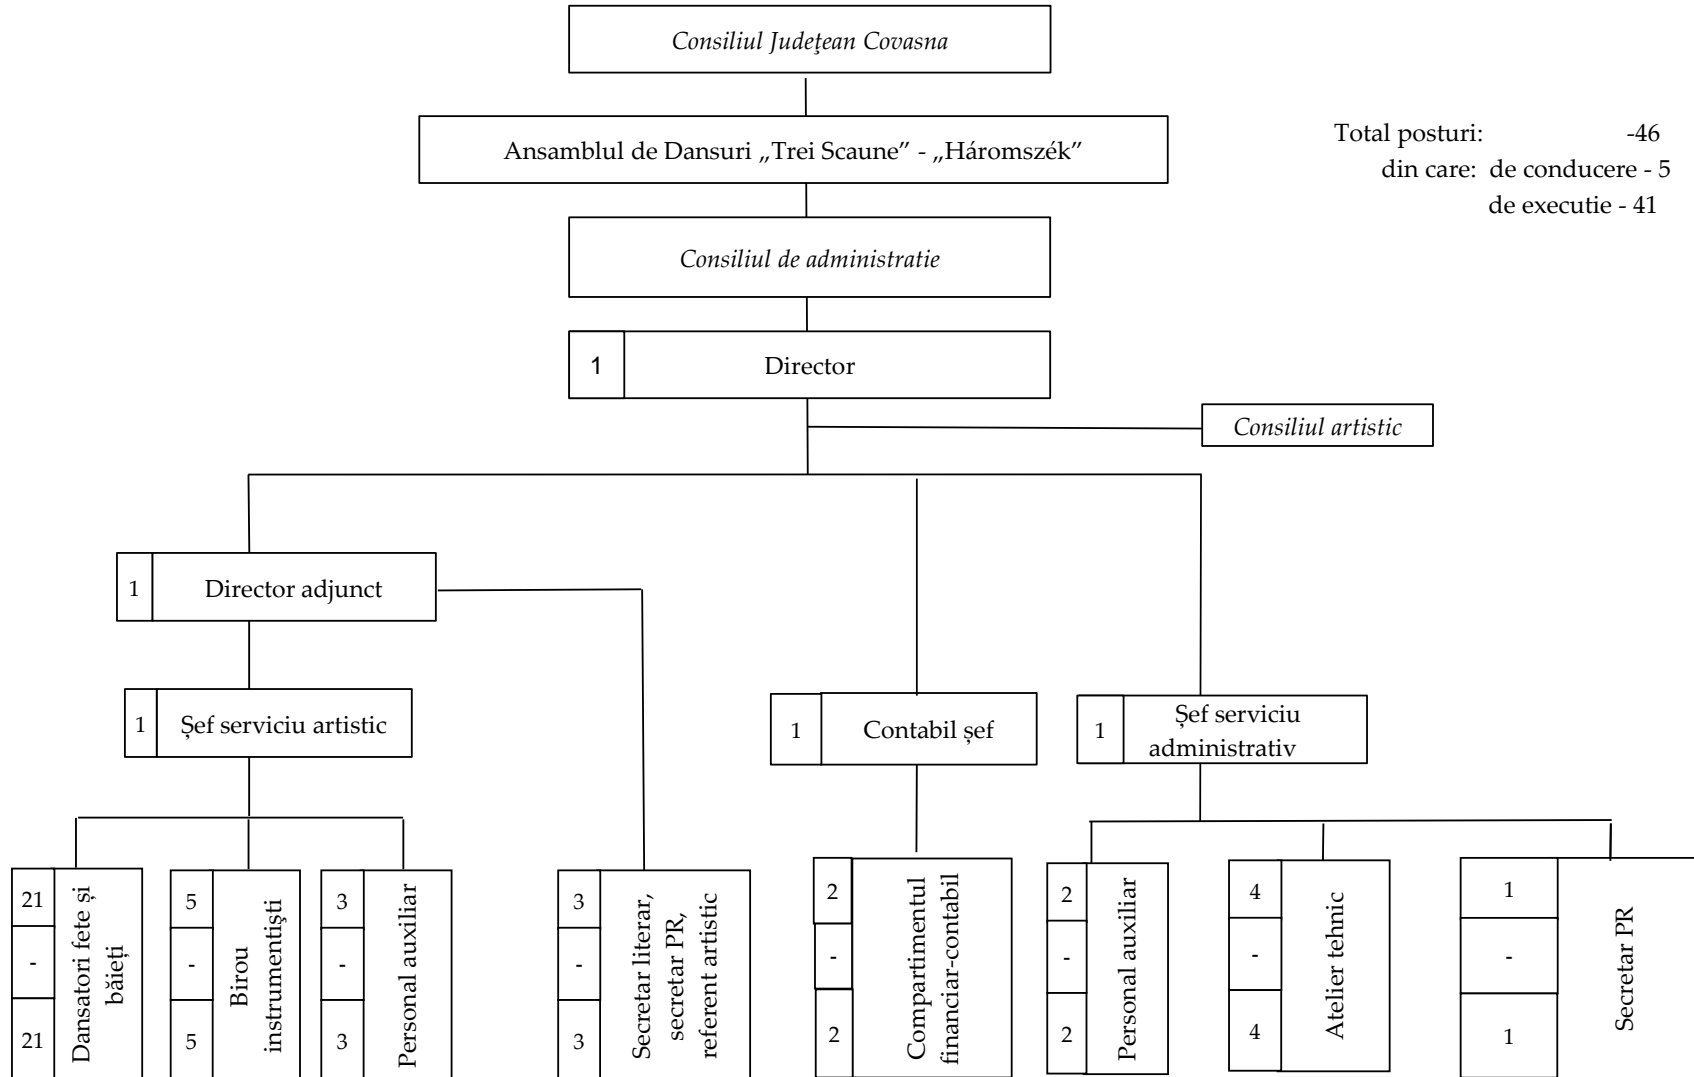 Consiliul Judeţean Covasna
Ansamblul de Dansuri „Trei Scaune” - „Háromszék”
Total posturi: -46
din care: de conducere - 5
de executie - 41
Consiliul de administratie
1 Director
Consiliul artistic
1 Director adjunct
1 Șef serviciu artistic
1 Contabil șef
1 Șef serviciu
administrativ
21
-
21
Dansatori fete și
băieți
5
-
5
Birou
instrumentişti
3
-
3
Personal auxiliar
3
-
3
Secretar literar,
secretar PR,
referent artistic
2
-
2
Compartimentul
financiar-contabil
2
-
2
Personal auxiliar
4
-
4
Atelier tehnic
1
-
1
Secretar PR